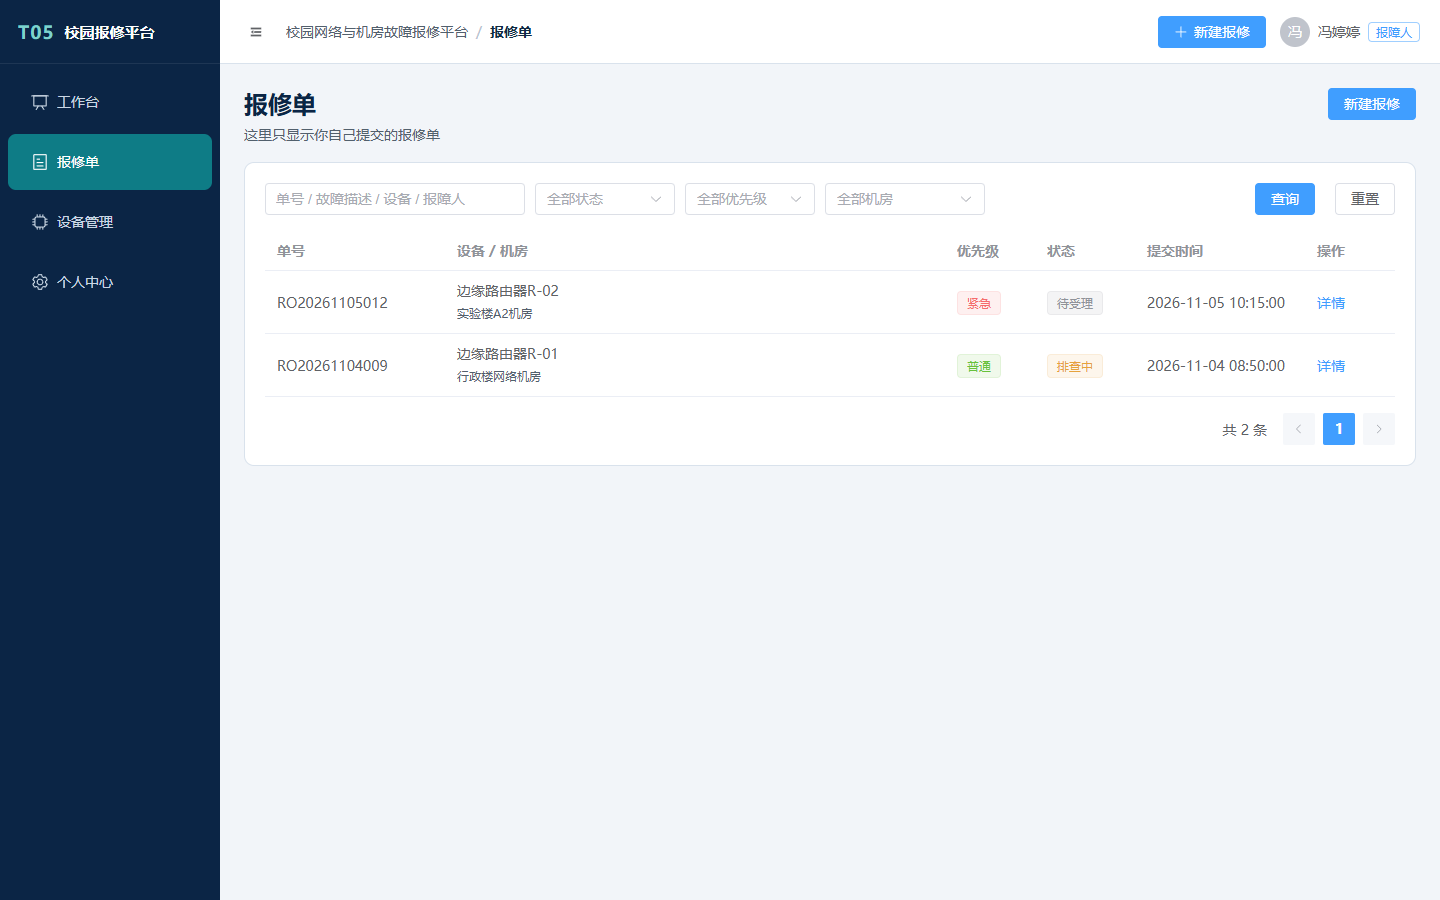 T05 校园报修平台
校园网络与机房故障报修平台 / 报修单
新建报修
冯 冯婷婷 报障人
工作台
报修单
设备管理
个人中心
报修单
新建报修
这里只显示你自己提交的报修单
单号 / 故障描述 / 设备 / 报障人 全部状态 全部优先级 全部机房 查询 重置
单号 设备 / 机房 优先级 状态 提交时间 操作
RO20261105012 边缘路由器R-02 紧急 待受理 2026-11-05 10:15:00 详情
实验楼A2机房
RO20261104009 边缘路由器R-01 普通 排查中 2026-11-04 08:50:00 详情
行政楼网络机房
共 2 条 1